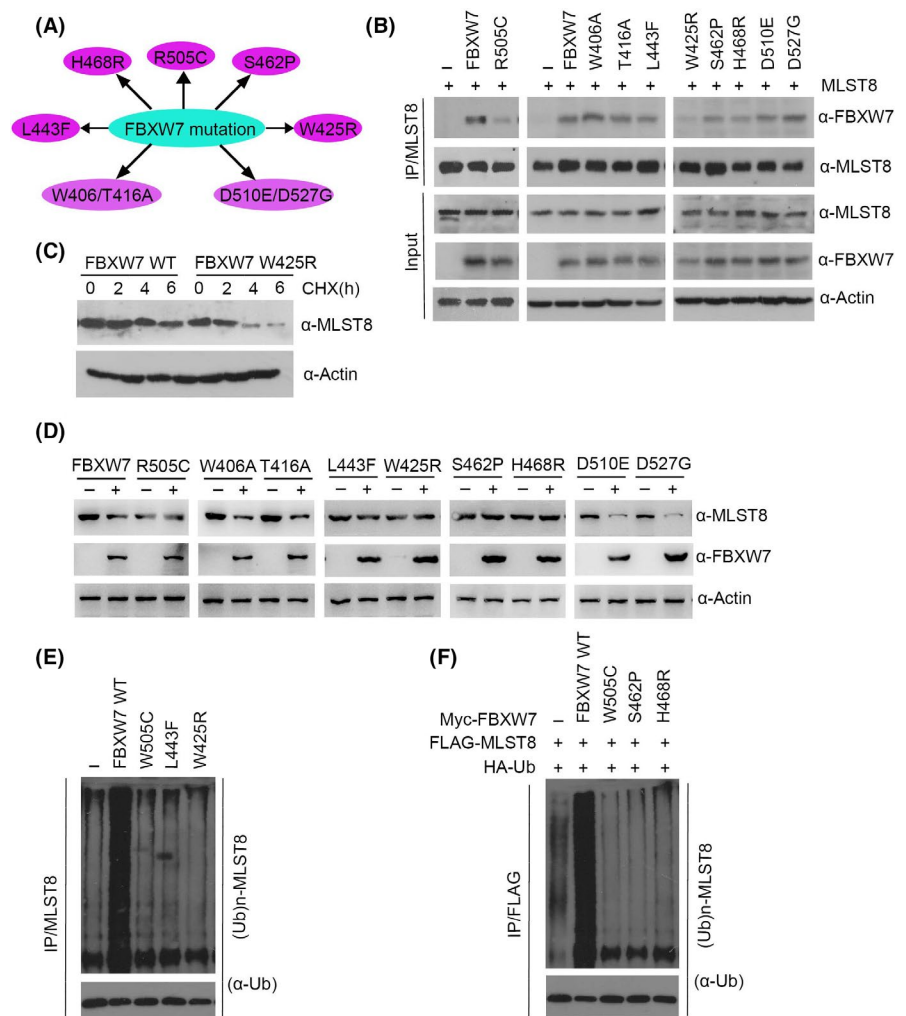 (A)
H468R R505C S462P
L443F FBXW7 mutation W425R
W406/T416A D510E/D527G
(B)
– FBXW7 R505C – FBXW7 W406A T416A L443F W425R S462P H468R D510E D527G
+ + + + + + + + + + + + + MLST8
IP/MLST8
α-FBXW7
α-MLST8
Input
α-MLST8
α-FBXW7
α-Actin
(C)
FBXW7 WT FBXW7 W425R
0 2 4 6 0 2 4 6 CHX(h)
α-MLST8
α-Actin
(D)
FBXW7 R505C W406A T416A L443F W425R S462P H468R D510E D527G
– + – + – + – + – + – + – + – + – + – +
α-MLST8
α-FBXW7
α-Actin
(E)
– FBXW7 WT W505C L443F W425R
IP/MLST8
(Ub)n-MLST8
(α-Ub)
(F)
Myc-FBXW7 – FBXW7 WT W505C S462P H468R
FLAG-MLST8 + + + + +
HA-Ub + + + + +
IP/FLAG
(Ub)n-MLST8
(α-Ub)